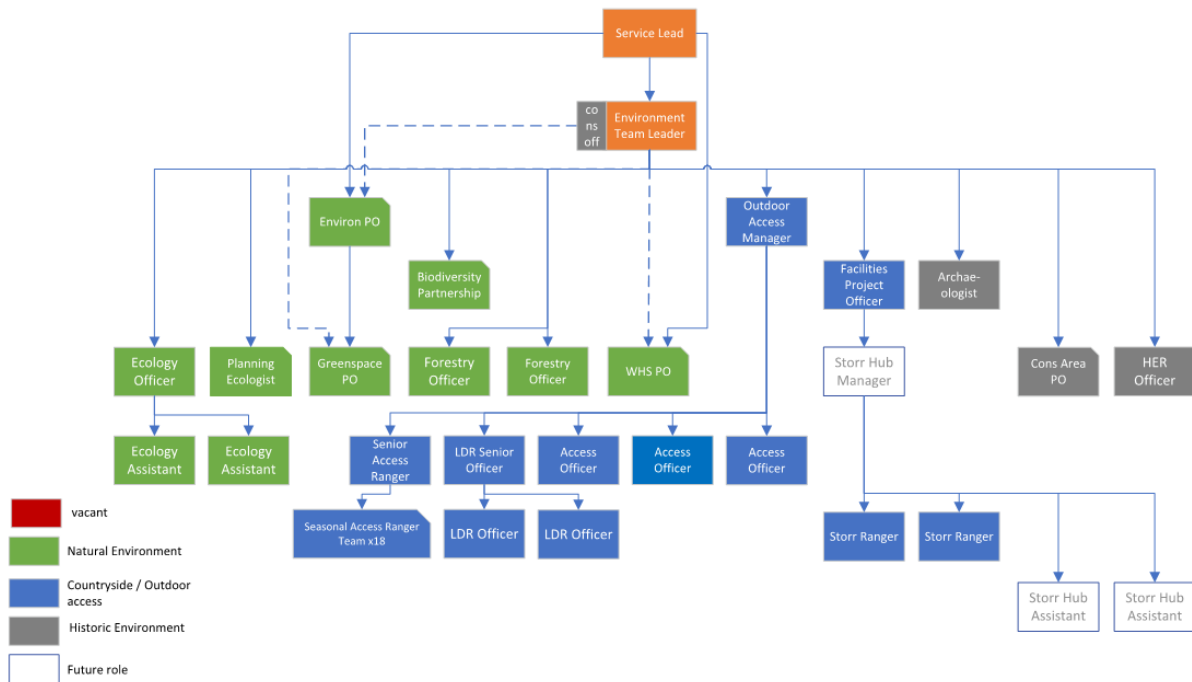 Service Lead
co
ns
off
Environment
Team Leader
Environ PO
Outdoor
Access
Manager
Biodiversity
Partnership
Facilities
Project
Officer
Archae-
ologist
Ecology
Officer
Planning
Ecologist
Greenspace
PO
Forestry
Officer
Forestry
Officer
WHS PO
Storr Hub
Manager
Cons Area
PO
HER
Officer
Ecology
Assistant
Ecology
Assistant
Senior
Access
Ranger
LDR Senior
Officer
Access
Officer
Access
Officer
Access
Officer
Seasonal Access Ranger
Team x18
LDR Officer
LDR Officer
Storr Ranger
Storr Ranger
Storr Hub
Assistant
Storr Hub
Assistant
vacant
Natural Environment
Countryside / Outdoor
access
Historic Environment
Future role